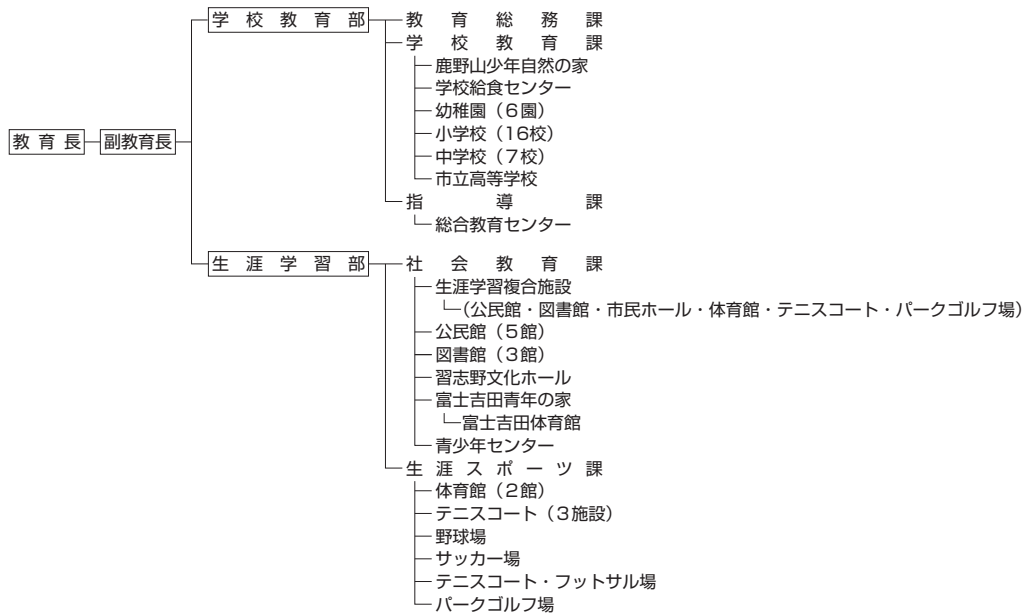 学校教育部 教育総務課
学校教育課
鹿野山少年自然の家
学校給食センター
幼稚園（6園）
小学校（16校）
教育長 副教育長
中学校（7校）
市立高等学校
指導課
総合教育センター
生涯学習部 社会教育課
生涯学習複合施設
（公民館・図書館・市民ホール・体育館・テニスコート・パークゴルフ場）
公民館（5館）
図書館（3館）
習志野文化ホール
富士吉田青年の家
富士吉田体育館
青少年センター
生涯スポーツ課
体育館（2館）
テニスコート（3施設）
野球場
サッカー場
テニスコート・フットサル場
パークゴルフ場